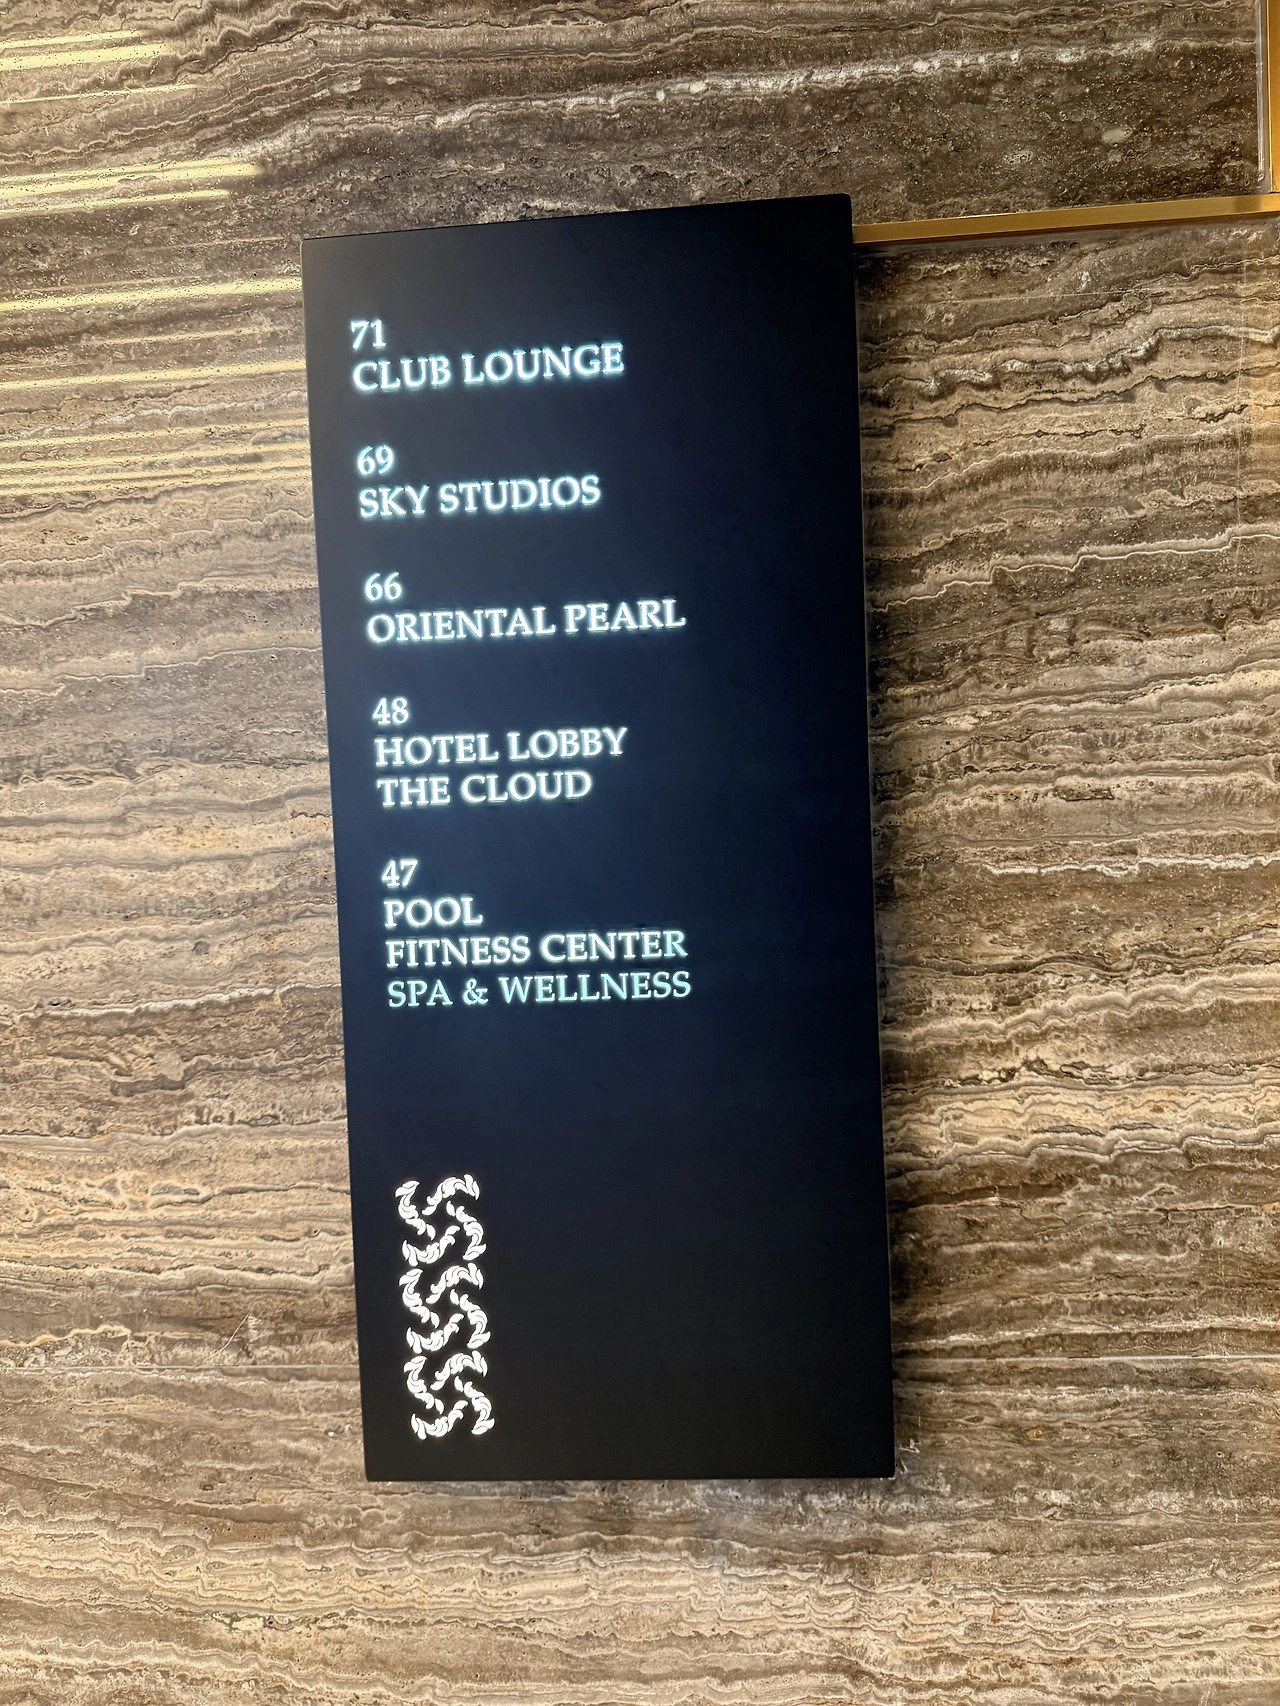 71
CLUB LOUNGE
69
SKY STUDIOS
66
ORIENTAL PEARL
48
HOTEL LOBBY
THE CLOUD
47
POOL
FITNESS CENTER
SPA & WELLNESS